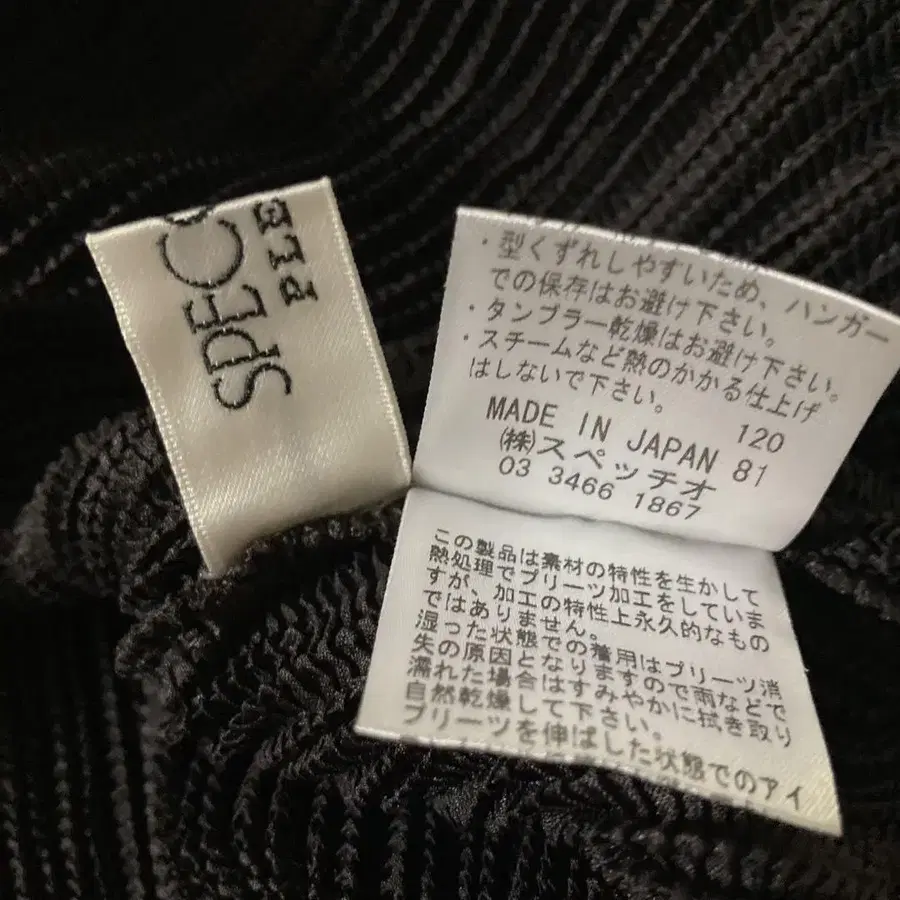 SPEC
PLE
・型くずれしやすいため、ハンガー
での保存はお避け下さい。
・タンブラー乾燥はお避け下さい。
・スチームなど熱のかかる仕上げ
はしないで下さい。
120
MADE IN JAPAN 81
㈱スペッチオ
03 3466 1867
この製品は素材の特性を生かして
熱処理でプリーツ加工をしていま
すが、加工の特性上永久的なもの
ではありません。
湿った状態での着用はプリーツ消
失の原因となりますので雨などで
濡れた場合はすみやかに拭き取り
自然乾燥して下さい。
プリーツを伸ばした状態でのアイ